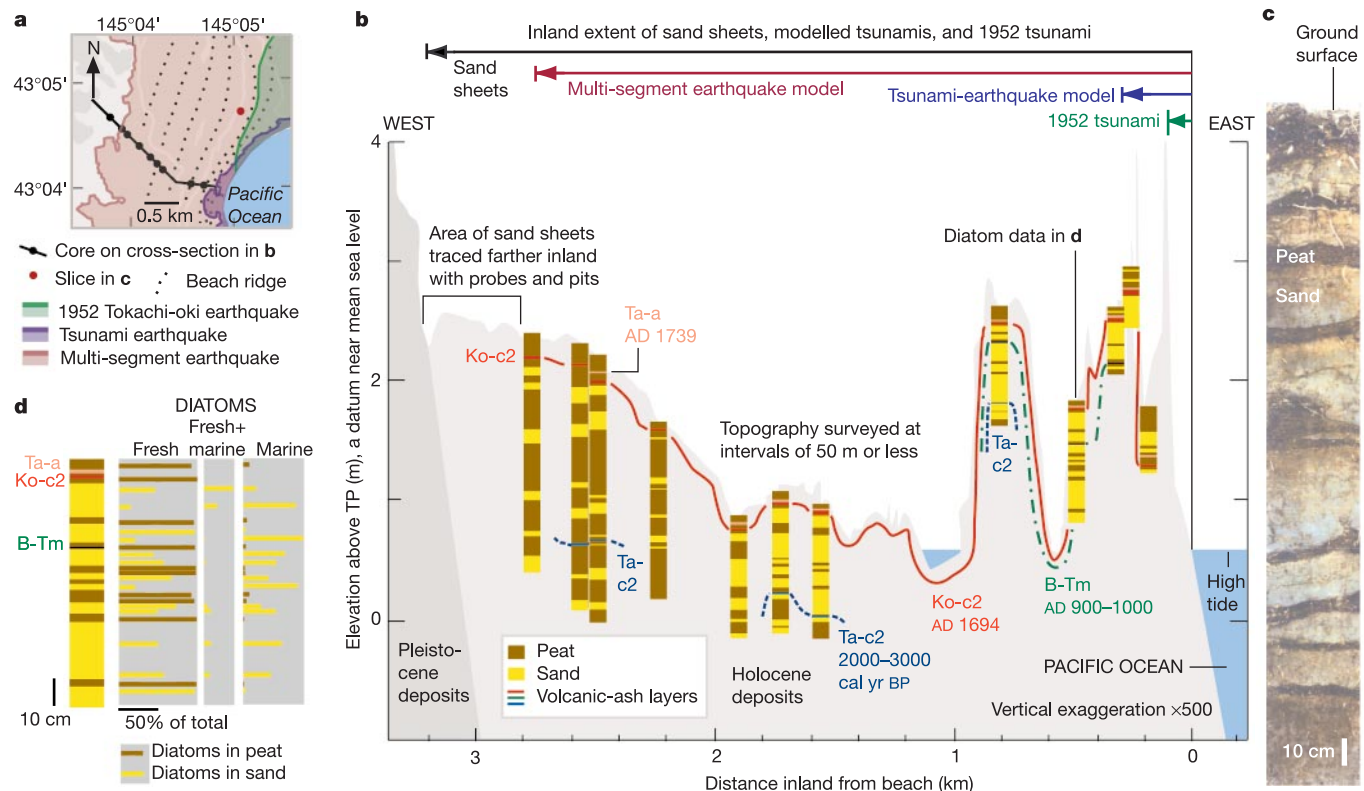 a
145°04'
145°05'
N
43°05'
43°04'
0.5 km
Pacific
Ocean
Core on cross-section in b
Slice in c
Beach ridge
1952 Tokachi-oki earthquake
Tsunami earthquake
Multi-segment earthquake
b
Inland extent of sand sheets, modelled tsunamis, and 1952 tsunami
Sand
sheets
Multi-segment earthquake model
Tsunami-earthquake model
1952 tsunami
WEST
EAST
4
2
0
Elevation above TP (m), a datum near mean sea level
Area of sand sheets
traced farther inland
with probes and pits
Ko-c2
Ta-a
AD 1739
Diatom data in d
Topography surveyed at
intervals of 50 m or less
Ta-
c2
Ta-
c2
Ta-c2
2000–3000
cal yr BP
Ko-c2
AD 1694
B-Tm
AD 900–1000
High
tide
Pleisto-
cene
deposits
Peat
Sand
Volcanic-ash layers
Holocene
deposits
PACIFIC OCEAN
Vertical exaggeration ×500
3
2
1
0
Distance inland from beach (km)
c
Ground
surface
Peat
Sand
10 cm
d
DIATOMS
Fresh
Fresh+
marine
Marine
Ta-a
Ko-c2
B-Tm
10 cm
50% of total
Diatoms in peat
Diatoms in sand